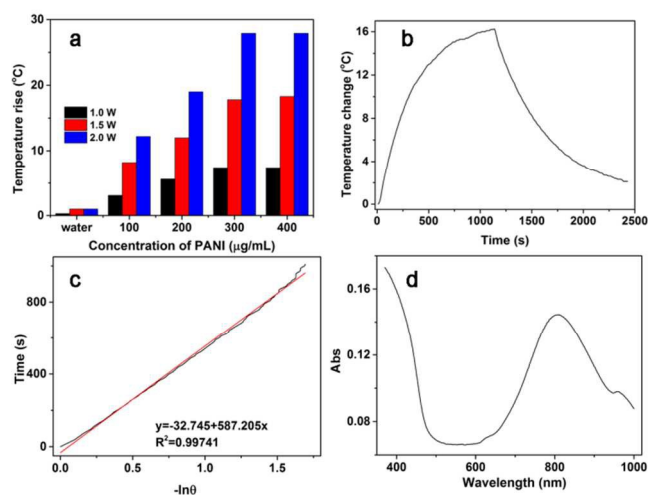 a
30
20
10
0
Temperature rise (°C)
1.0 W
1.5 W
2.0 W
water 100 200 300 400
Concentration of PANI (μg/mL)
b
16
12
8
4
0
Temperature change (°C)
0 500 1000 1500 2000 2500
Time (s)
c
800
400
0
Time (s)
y=-32.745+587.205x
R²=0.99741
0.0 0.5 1.0 1.5
-lnθ
d
0.16
0.12
0.08
Abs
400 600 800 1000
Wavelength (nm)